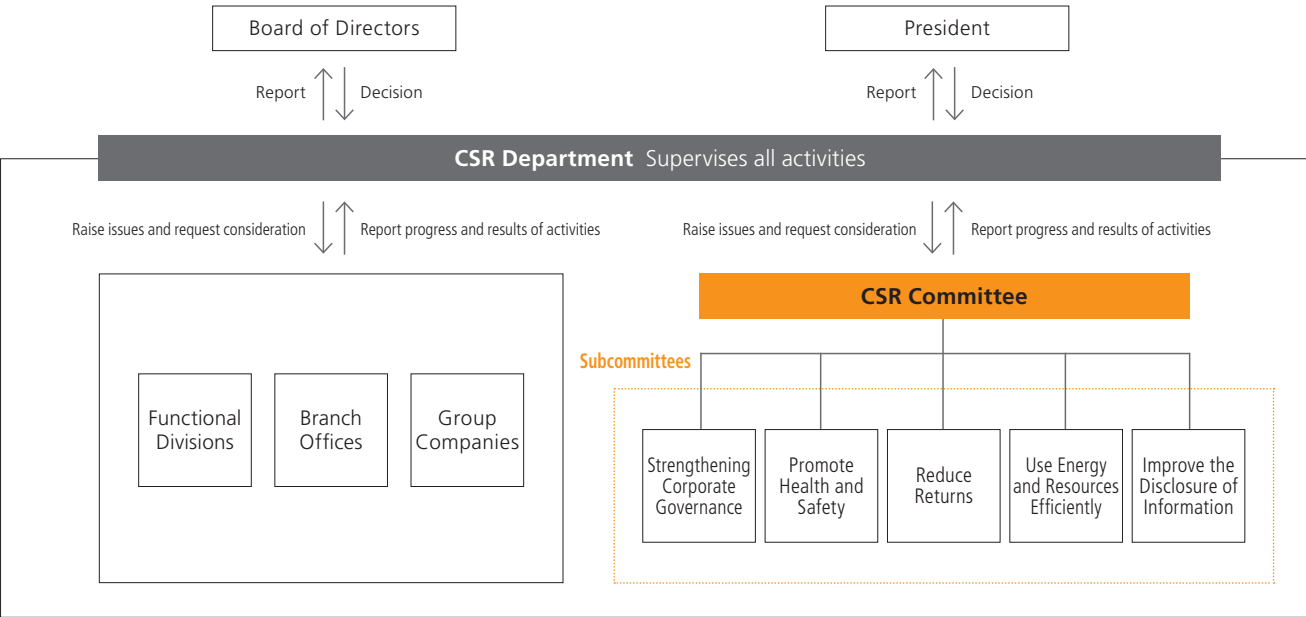 Board of Directors
President
Report
Decision
Report
Decision
CSR Department Supervises all activities
Raise issues and request consideration
Report progress and results of activities
Raise issues and request consideration
Report progress and results of activities
CSR Committee
Subcommittees
Functional
Divisions
Branch
Offices
Group
Companies
Strengthening
Corporate
Governance
Promote
Health and
Safety
Reduce
Returns
Use Energy
and Resources
Efficiently
Improve the
Disclosure of
Information